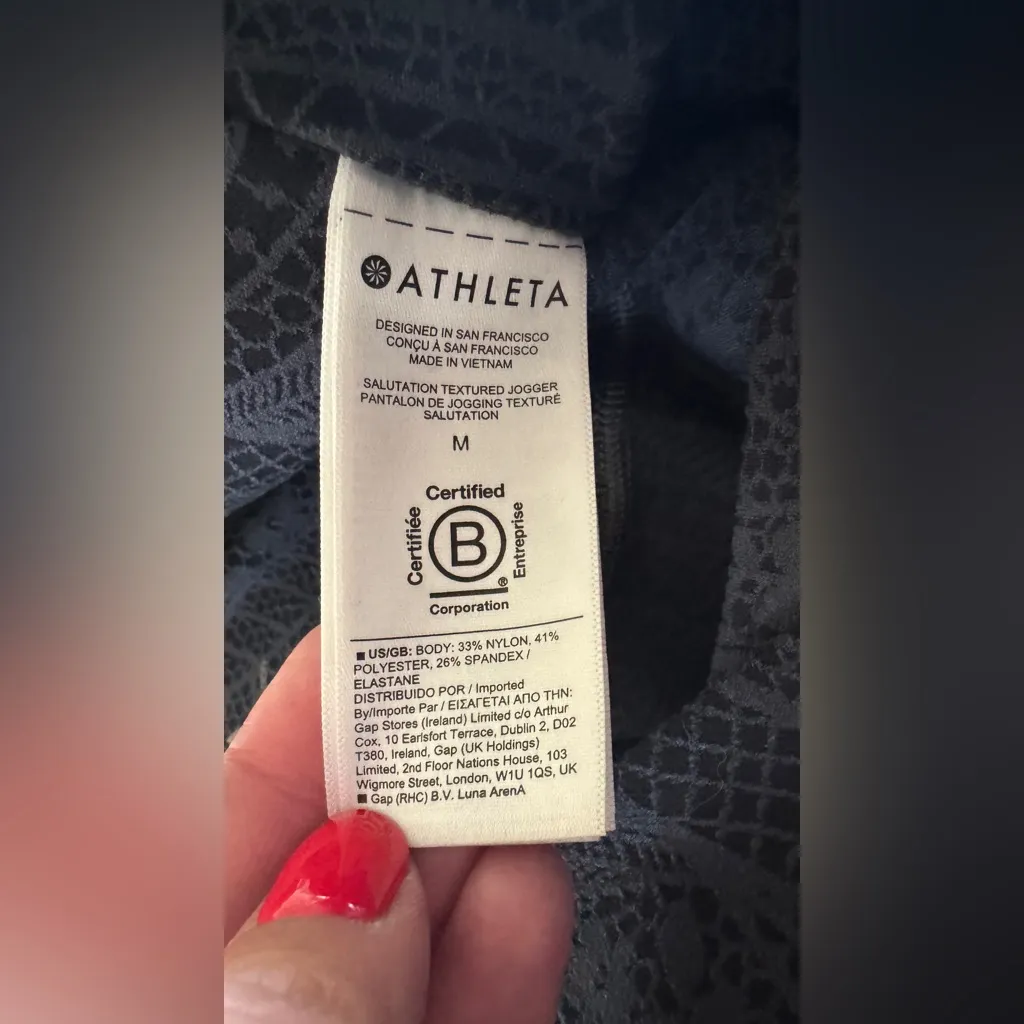 ATHLETA
DESIGNED IN SAN FRANCISCO
CONÇU À SAN FRANCISCO
MADE IN VIETNAM
SALUTATION TEXTURED JOGGER
PANTALON DE JOGGING TEXTURÉ
SALUTATION
M
Certified
Certifiée
B
Entreprise
®
Corporation
US/GB: BODY: 33% NYLON, 41%
POLYESTER, 26% SPANDEX /
ELASTANE
DISTRIBUIDO POR / Imported
By/Importe Par / ΕΙΣΑΓΕΤΑΙ ΑΠΟ ΤΗΝ:
Gap Stores (Ireland) Limited c/o Arthur
Cox, 10 Earlsfort Terrace, Dublin 2, D02
T380, Ireland, Gap (UK Holdings)
Limited, 2nd Floor Nations House, 103
Wigmore Street, London, W1U 1QS, UK
Gap (RHC) B.V. Luna ArenA